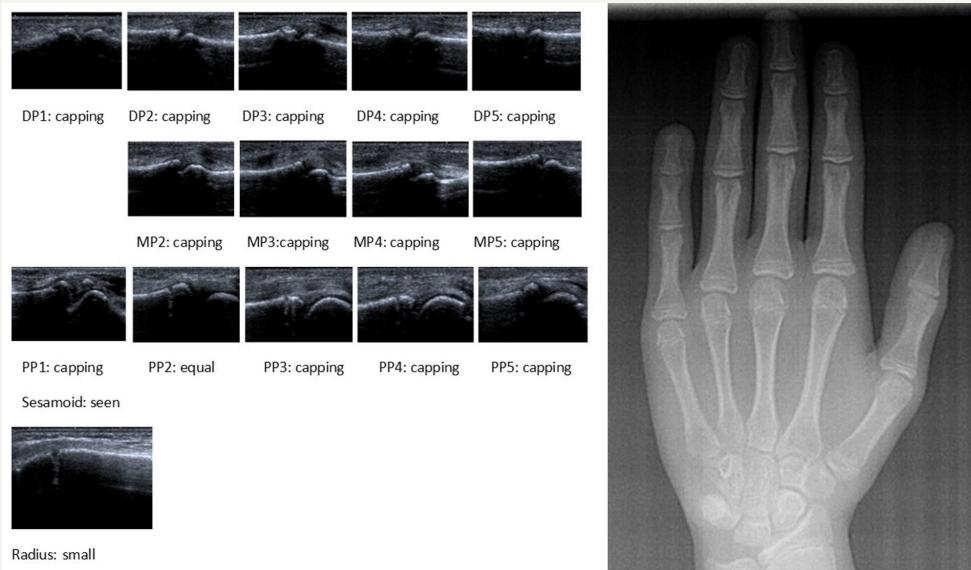 DP1: capping DP2: capping DP3: capping DP4: capping DP5: capping
MP2: capping MP3:capping MP4: capping MP5: capping
PP1: capping PP2: equal PP3: capping PP4: capping PP5: capping
Sesamoid: seen
Radius: small